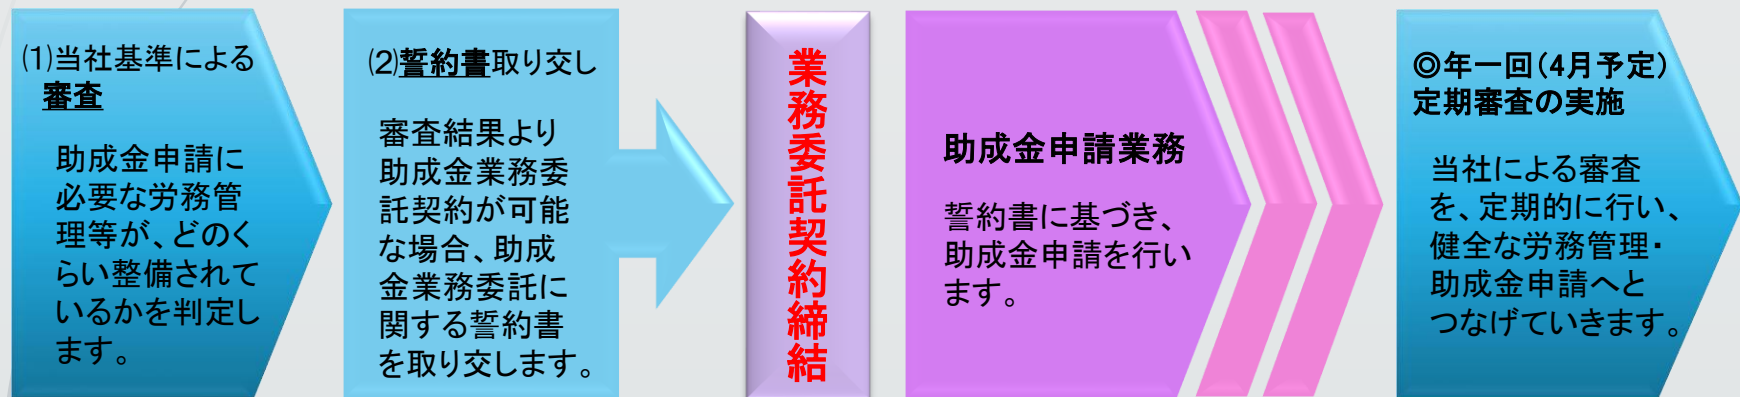 ⑴当社基準による
審査
助成金申請に
必要な労務管
理等が、どのく
らい整備されて
いるかを判定し
ます。
⑵誓約書取り交し
審査結果より
助成金業務委
託契約が可能
な場合、助成
金業務委託に
関する誓約書
を取り交します。
業務委託契約締結
助成金申請業務
誓約書に基づき、
助成金申請を行い
ます。
◎年一回(4月予定)
定期審査の実施
当社による審査
を、定期的に行い、
健全な労務管理・
助成金申請へと
つなげていきます。